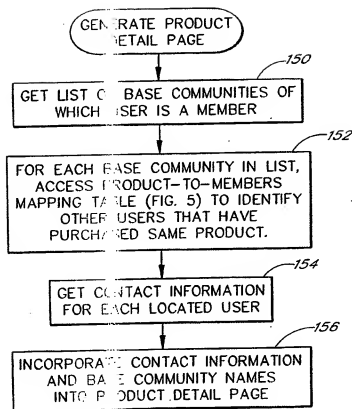 GENERATE PRODUCT
DETAIL PAGE
150
GET LIST OF BASE COMMUNITIES OF
WHICH USER IS A MEMBER
152
FOR EACH BASE COMMUNITY IN LIST,
ACCESS PRODUCT-TO-MEMBERS
MAPPING TABLE (FIG. 5) TO IDENTIFY
OTHER USERS THAT HAVE
PURCHASED SAME PRODUCT.
154
GET CONTACT INFORMATION
FOR EACH LOCATED USER
156
INCORPORATE CONTACT INFORMATION
AND BASE COMMUNITY NAMES
INTO PRODUCT DETAIL PAGE